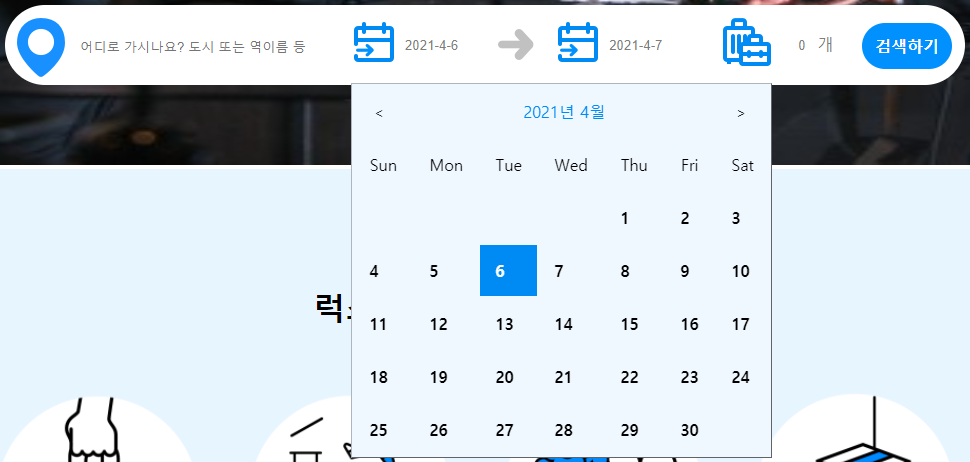 어디로 가시나요? 도시 또는 역이름 등 2021-4-6 2021-4-7 0 개 검색하기
< 2021년 4월 >
Sun Mon Tue Wed Thu Fri Sat
1 2 3
4 5 6 7 8 9 10
11 12 13 14 15 16 17
럭
18 19 20 21 22 23 24
25 26 27 28 29 30